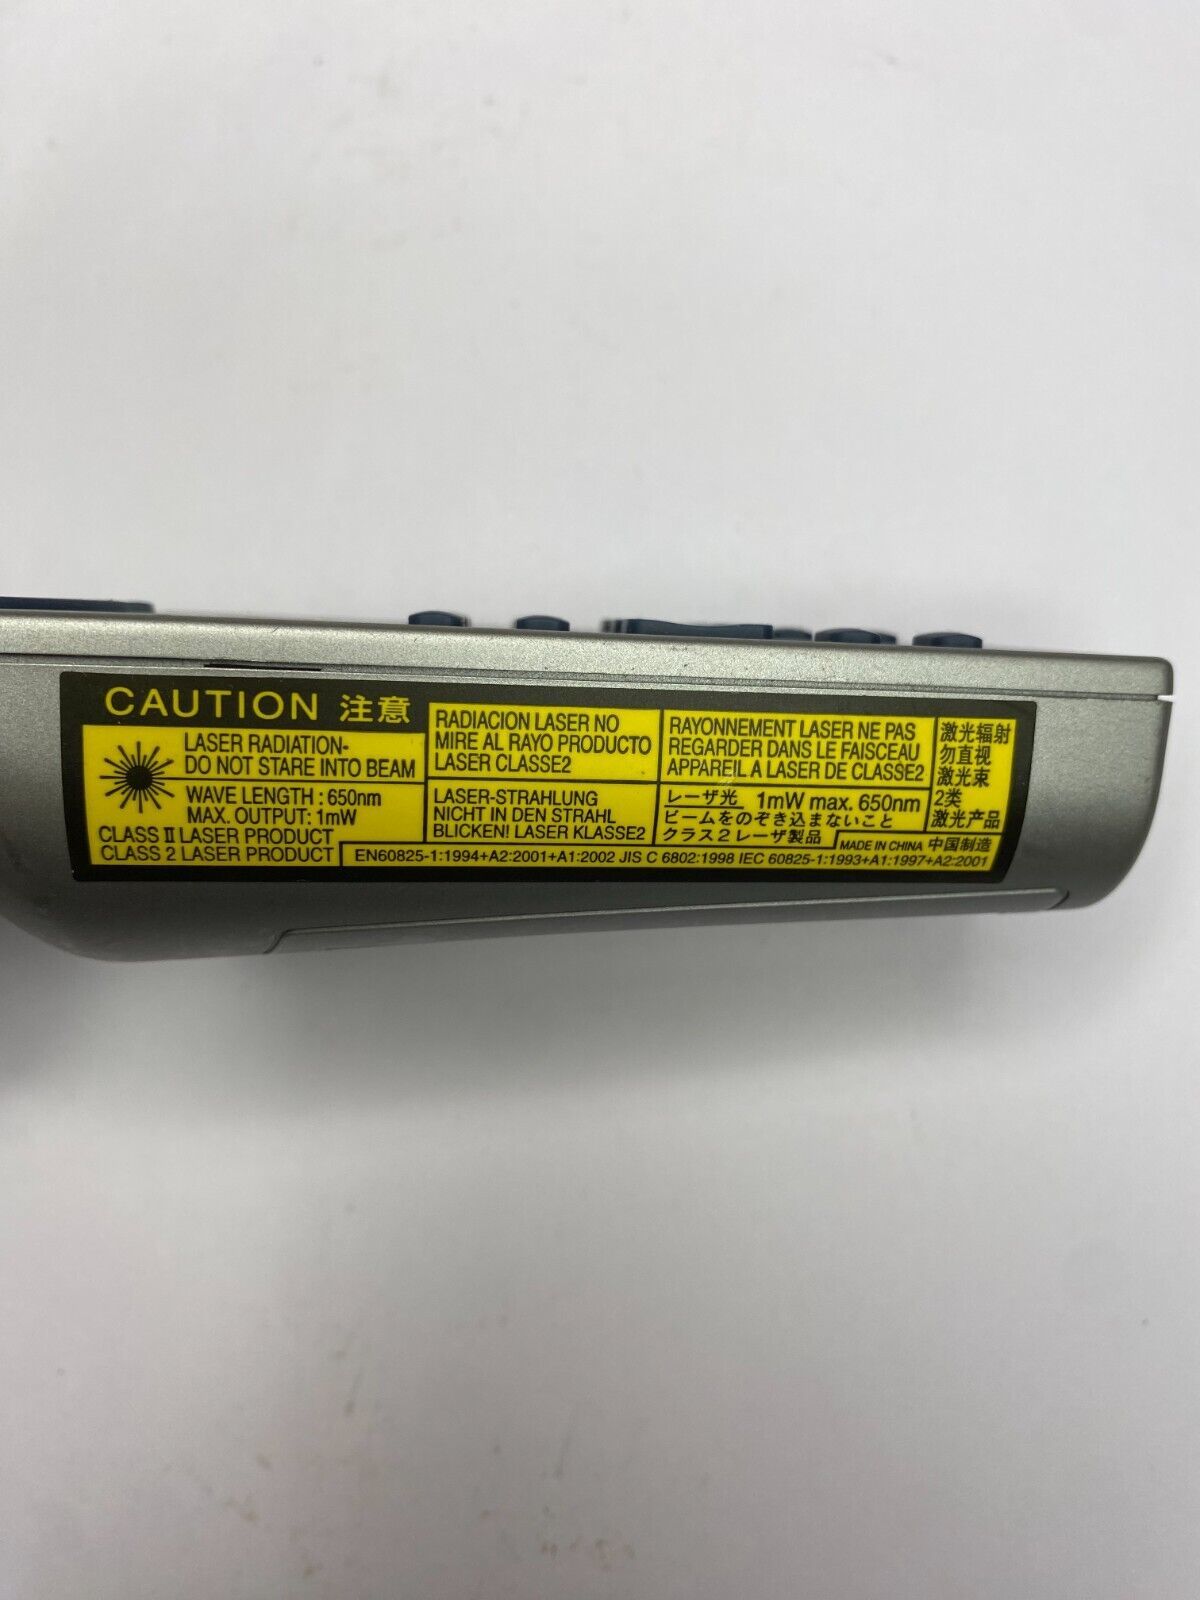 CAUTION 注意
LASER RADIATION-
DO NOT STARE INTO BEAM
WAVE LENGTH : 650nm
MAX. OUTPUT: 1mW
CLASS II LASER PRODUCT
CLASS 2 LASER PRODUCT
RADIACION LASER NO
MIRE AL RAYO PRODUCTO
LASER CLASSE2
LASER-STRAHLUNG
NICHT IN DEN STRAHL
BLICKEN! LASER KLASSE2
RAYONNEMENT LASER NE PAS
REGARDER DANS LE FAISCEAU
APPAREIL A LASER DE CLASSE2
レーザ光 1mW max. 650nm
ビームをのぞき込まないこと
クラス2レーザ製品
激光辐射
勿直视
激光束
2类
激光产品
MADE IN CHINA 中国制造
EN60825-1:1994+A2:2001+A1:2002 JIS C 6802:1998 IEC 60825-1:1993+A1:1997+A2:2001